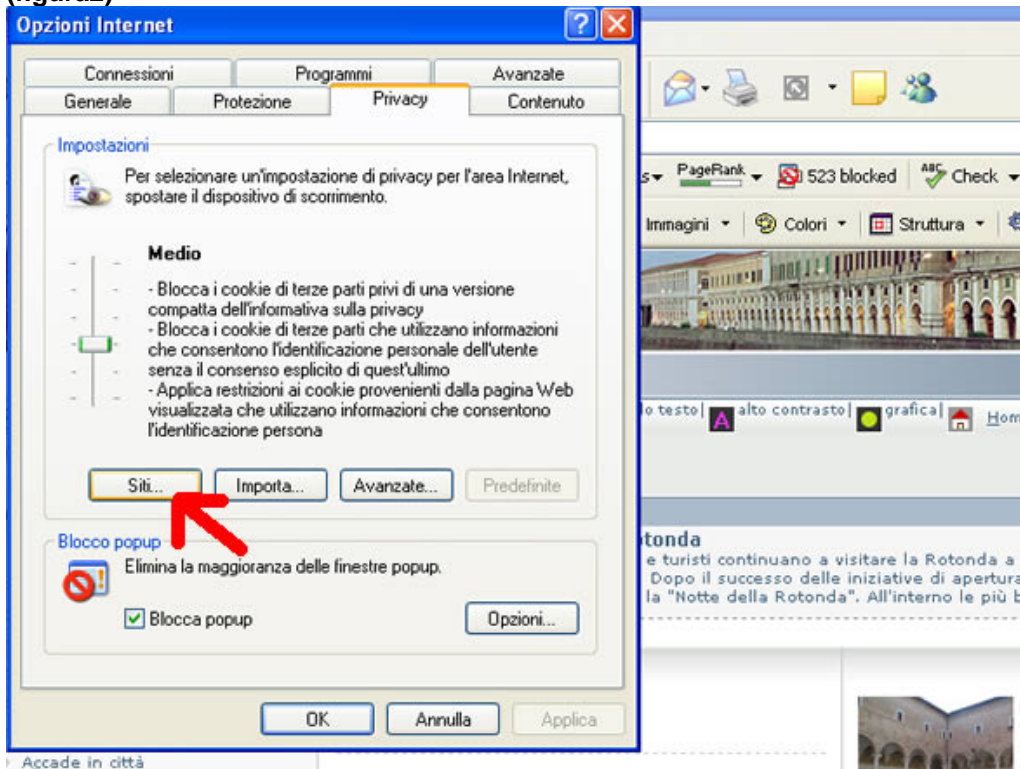 (figura2)
Opzioni Internet
Connessioni Programmi Avanzate
Generale Protezione Privacy Contenuto
Impostazioni
Per selezionare un'impostazione di privacy per l'area Internet,
spostare il dispositivo di scorrimento.
Medio
- Blocca i cookie di terze parti privi di una versione
compatta dell'informativa sulla privacy
- Blocca i cookie di terze parti che utilizzano informazioni
che consentono l'identificazione personale dell'utente
senza il consenso esplicito di quest'ultimo
- Applica restrizioni ai cookie provenienti dalla pagina Web
visualizzata che utilizzano informazioni che consentono
l'identificazione persona
Siti... Importa... Avanzate... Predefinite
Blocco popup
Elimina la maggioranza delle finestre popup.
Blocca popup Opzioni...
OK Annulla Applica
PageRank 523 blocked ABC Check
Immagini Colori Struttura
lo testo| A alto contrasto| grafica| Hom
tonda
e turisti continuano a visitare la Rotonda a
Dopo il successo delle iniziative di apertura
la "Notte della Rotonda". All'interno le più b
Accade in città